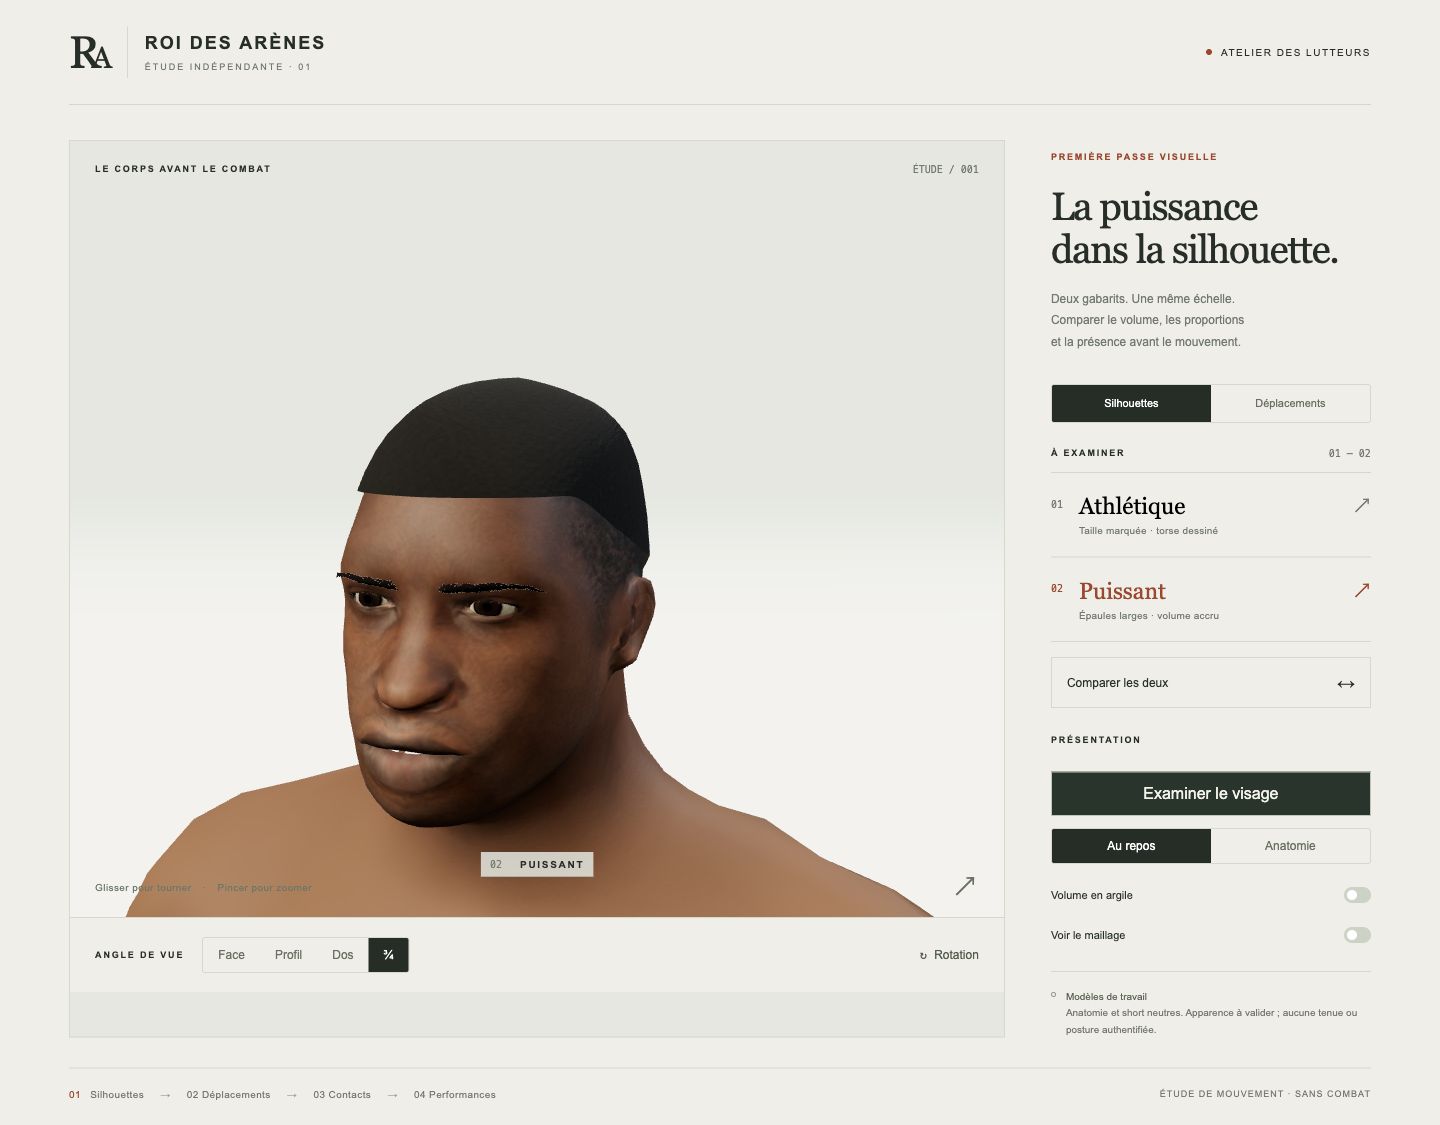 RA
ROI DES ARÈNES
ÉTUDE INDÉPENDANTE · 01
ATELIER DES LUTTEURS
LE CORPS AVANT LE COMBAT
ÉTUDE / 001
02 PUISSANT
Glisser pour tourner · Pincer pour zoomer
ANGLE DE VUE
Face
Profil
Dos
¾
↻ Rotation
PREMIÈRE PASSE VISUELLE
La puissance
dans la silhouette.
Deux gabarits. Une même échelle.
Comparer le volume, les proportions
et la présence avant le mouvement.
Silhouettes
Déplacements
À EXAMINER
01 — 02
01 Athlétique ↗
Taille marquée · torse dessiné
02 Puissant ↗
Épaules larges · volume accru
Comparer les deux ↔
PRÉSENTATION
Examiner le visage
Au repos
Anatomie
Volume en argile
Voir le maillage
Modèles de travail
Anatomie et short neutres. Apparence à valider ; aucune tenue ou
posture authentifiée.
01 Silhouettes → 02 Déplacements → 03 Contacts → 04 Performances
ÉTUDE DE MOUVEMENT · SANS COMBAT